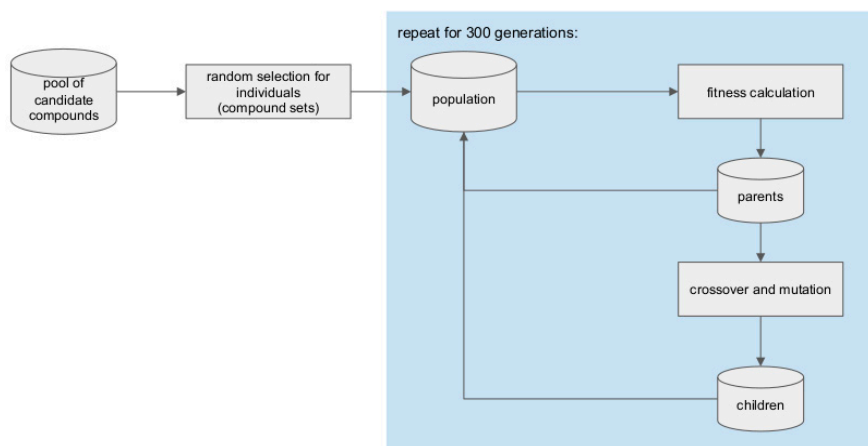 repeat for 300 generations:
pool of
candidate
compounds
random selection for
individuals
(compound sets)
population
fitness calculation
parents
crossover and mutation
children